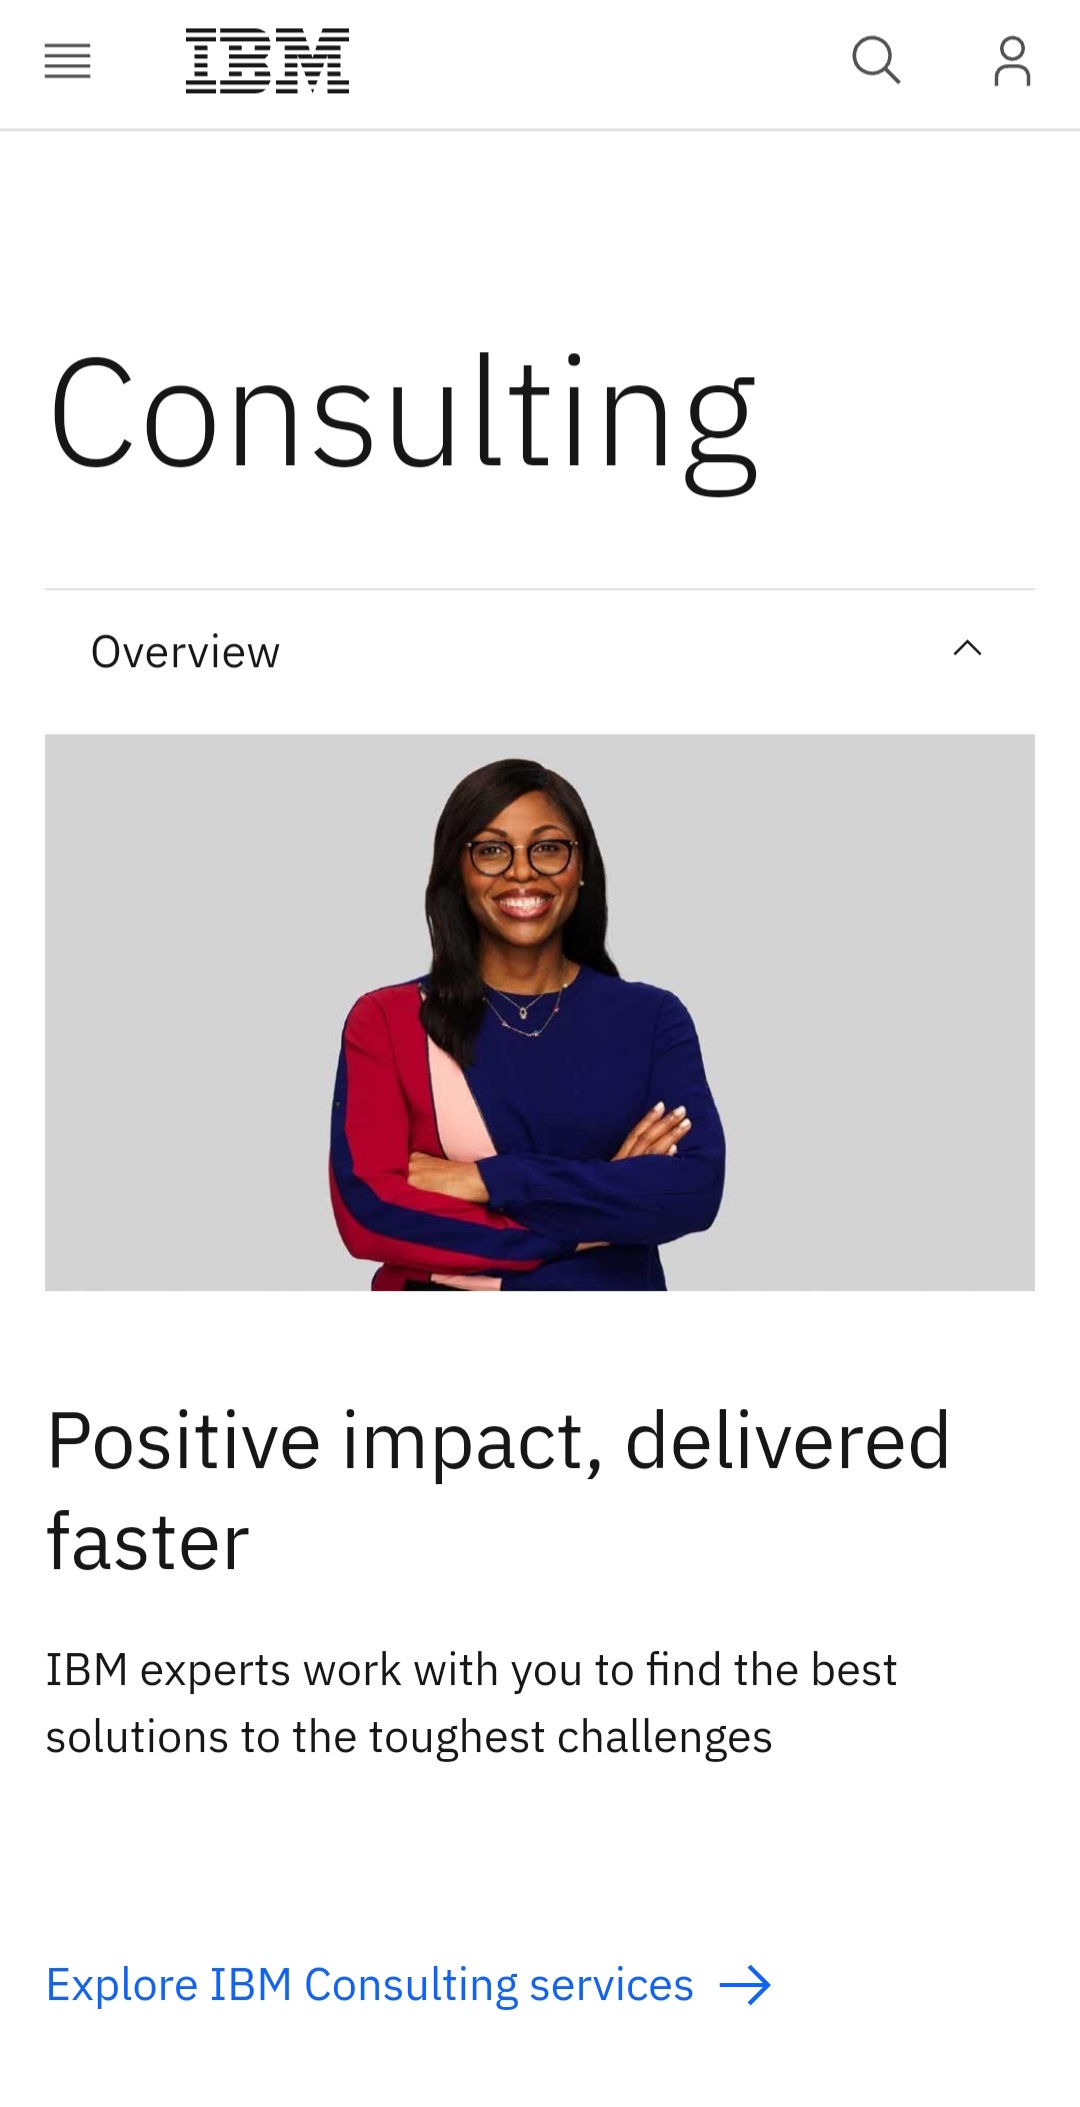 IBM
Consulting
Overview
Positive impact, delivered
faster
IBM experts work with you to find the best
solutions to the toughest challenges
Explore IBM Consulting services